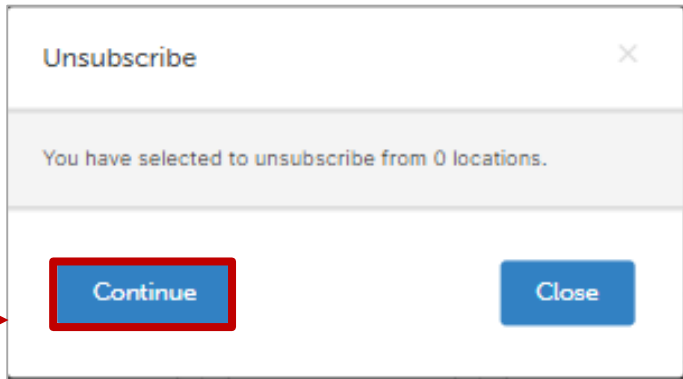 Unsubscribe
You have selected to unsubscribe from 0 locations.
Continue
Close